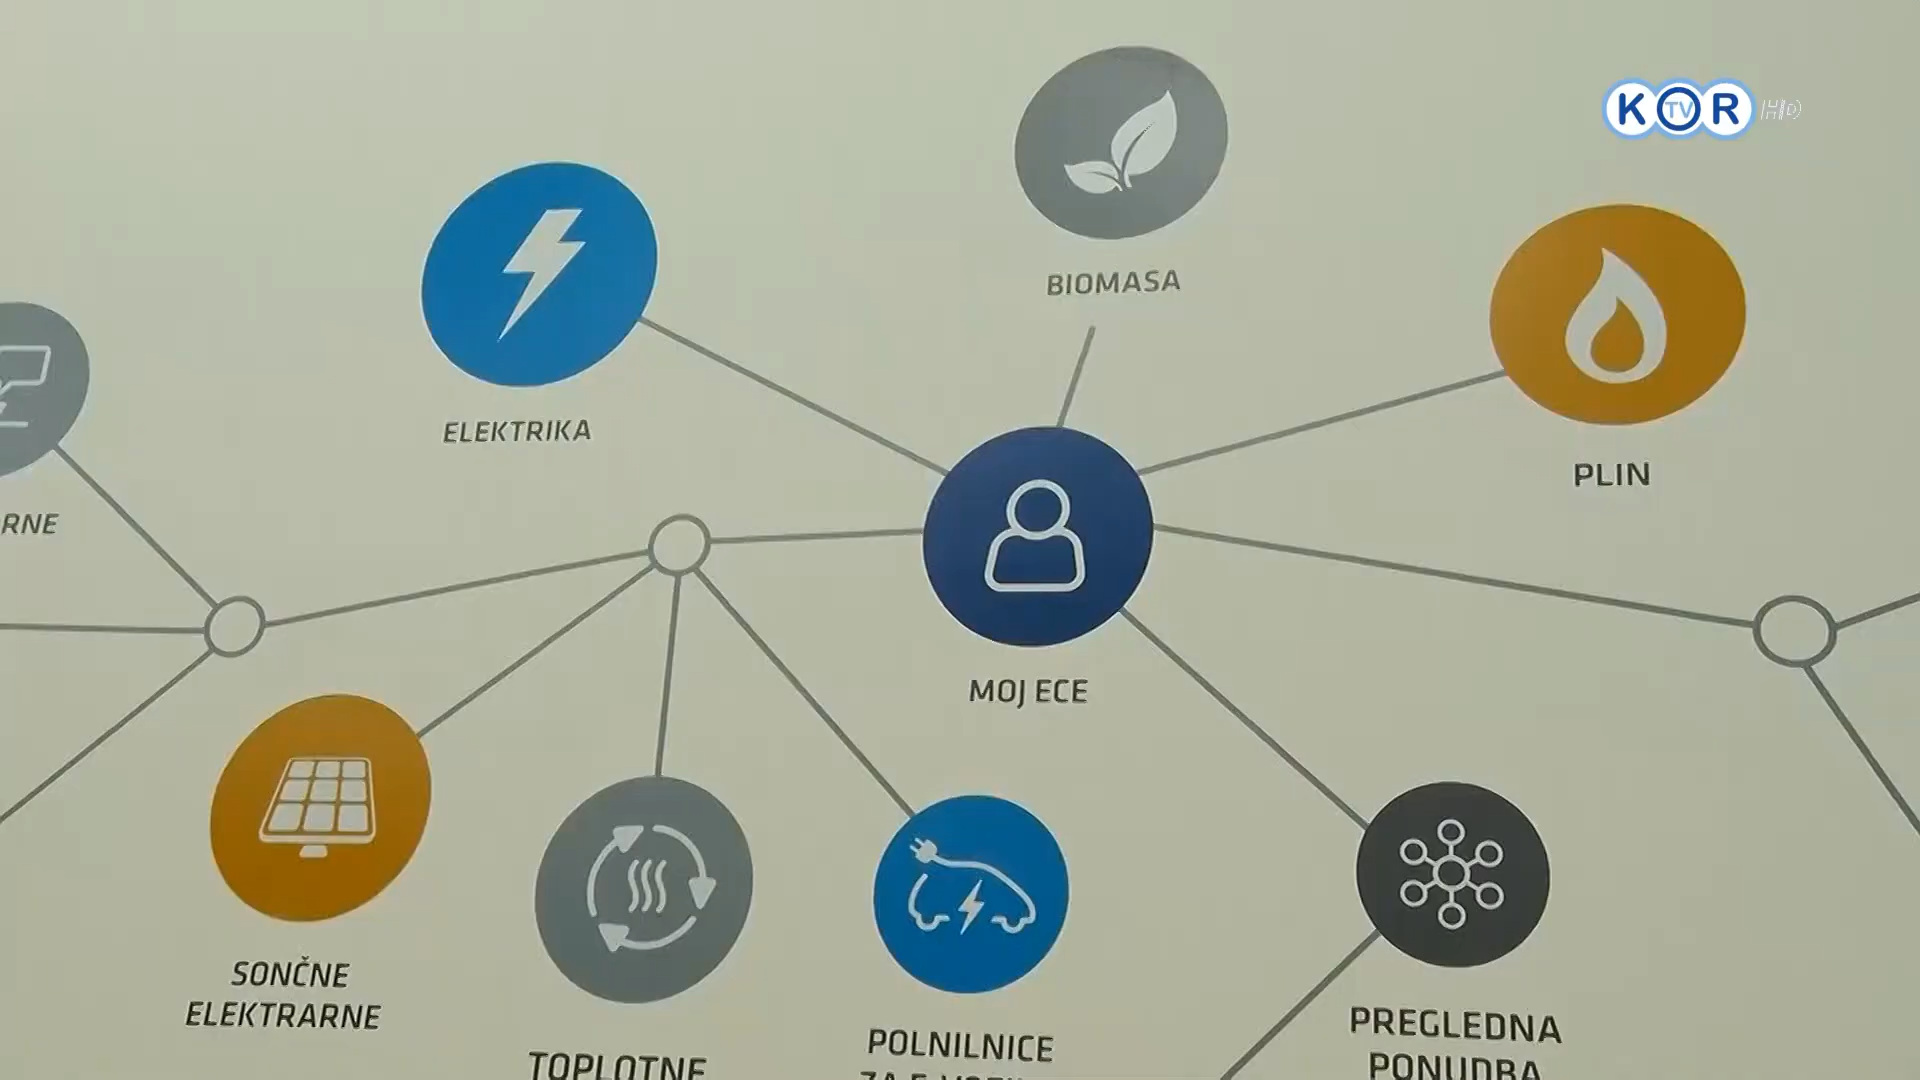 KOR
TV
HD
BIOMASA
ELEKTRIKA
PLIN
RNE
MOJ ECE
SONČNE
ELEKTRARNE
TOPLOTNE
POLNILNICE
PREGLEDNA
PONUDBA